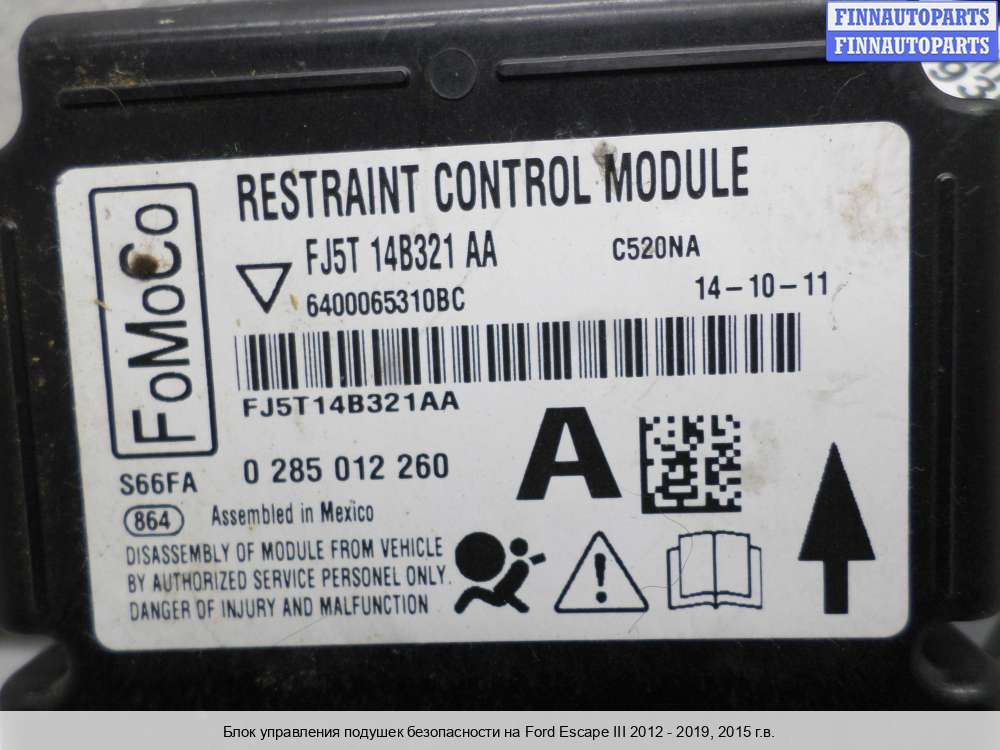 FINNAUTOPARTS
FINNAUTOPARTS
93
FoMoCo
RESTRAINT CONTROL MODULE
FJ5T 14B321 AA
C520NA
6400065310BC
14-10-11
FJ5T14B321AA
A
S66FA
0 285 012 260
864
Assembled in Mexico
DISASSEMBLY OF MODULE FROM VEHICLE
BY AUTHORIZED SERVICE PERSONEL ONLY.
DANGER OF INJURY AND MALFUNCTION
Блок управления подушек безопасности на Ford Escape III 2012 - 2019, 2015 г.в.